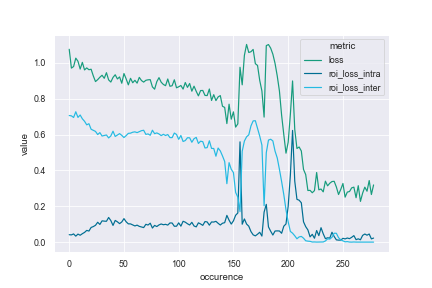 metric
loss
roi_loss_intra
roi_loss_inter
1.0
0.8
0.6
0.4
0.2
0.0
value
0 50 100 150 200 250
occurence